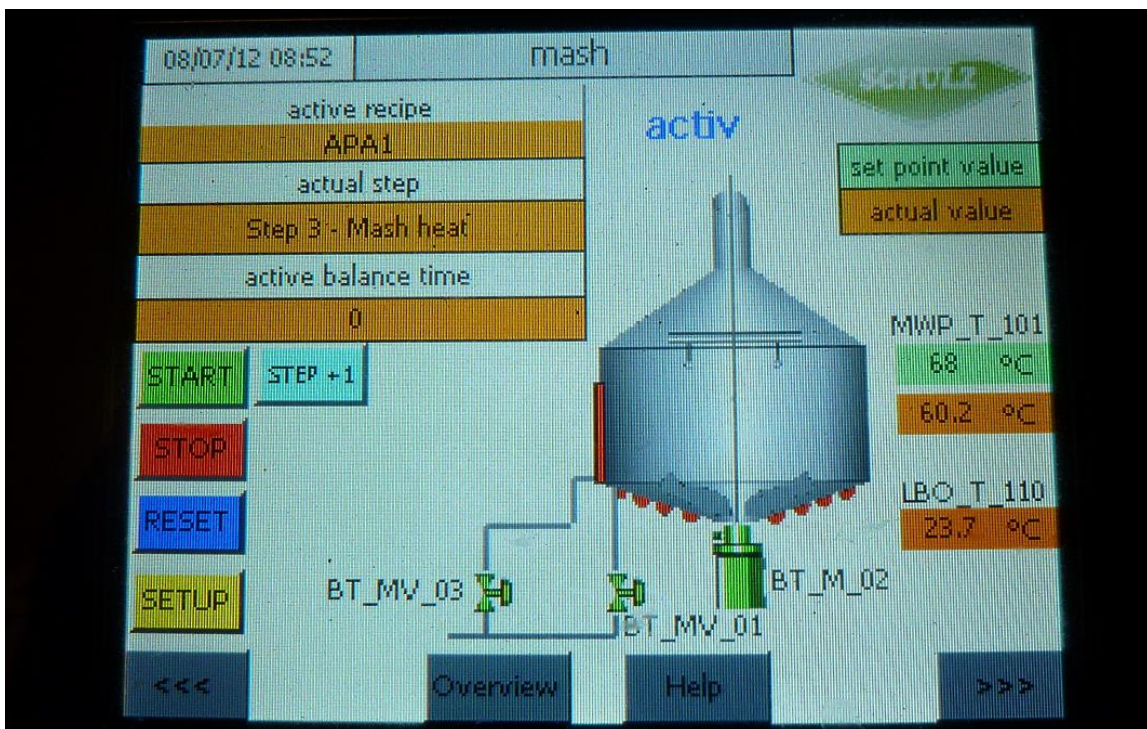 08/07/12 08:52
mash
SCHULZ
active recipe
APA1
activ
actual step
set point value
actual value
Step 3 - Mash heat
active balance time
0
MWP_T_101
68 °C
60.2 °C
START
STEP +1
STOP
LBO_T_110
23.7 °C
RESET
SETUP
BT_MV_03
BT_M_02
BT_MV_01
<<<
Overview
Help
>>>